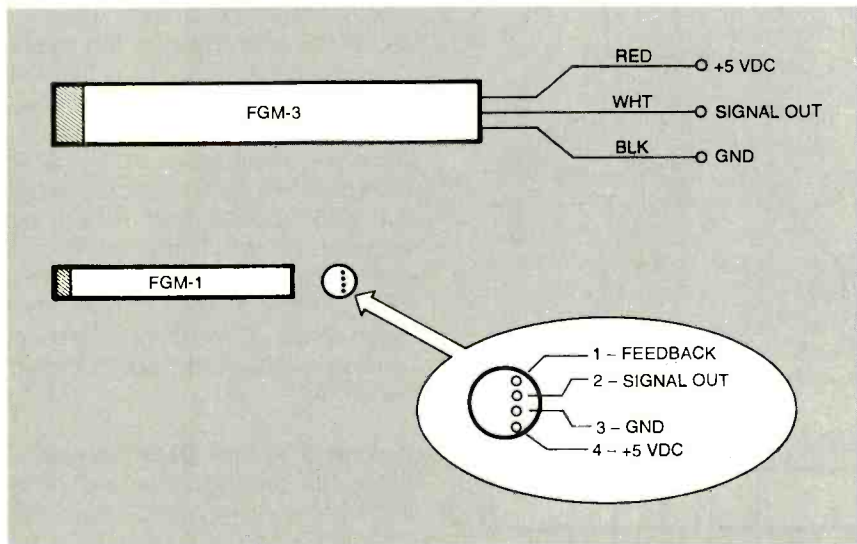 FGM-3
RED
+5 VDC
WHT
SIGNAL OUT
BLK
GND
FGM-1
1 – FEEDBACK
2 – SIGNAL OUT
3 – GND
4 – +5 VDC